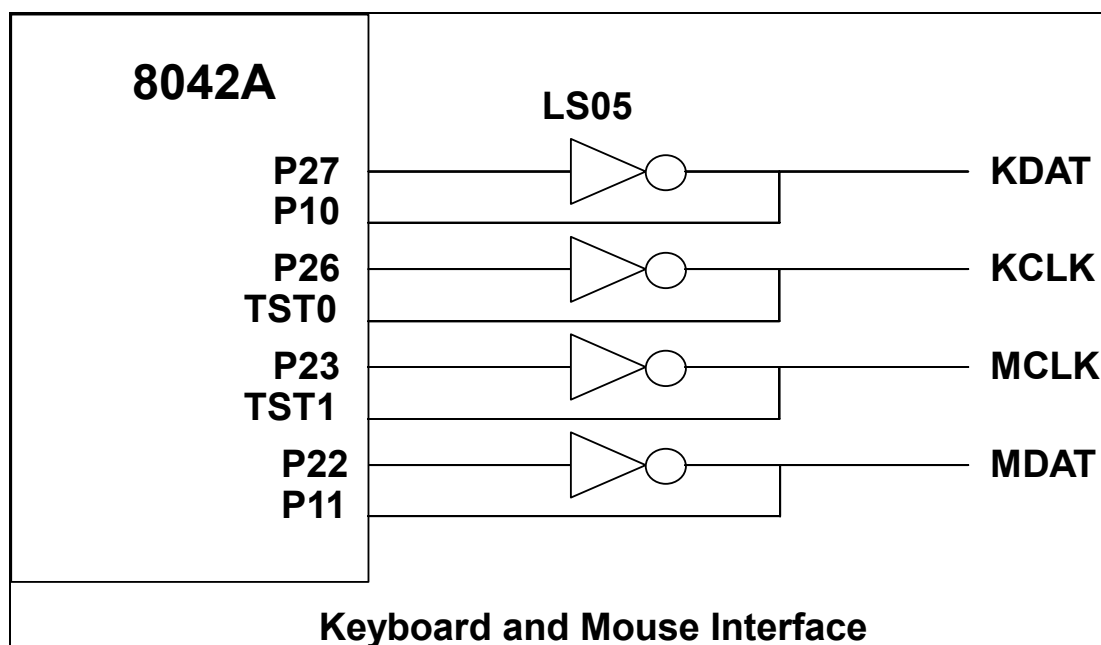 8042A
LS05
P27
KDAT
P10
P26
KCLK
TST0
P23
MCLK
TST1
P22
MDAT
P11
Keyboard and Mouse Interface